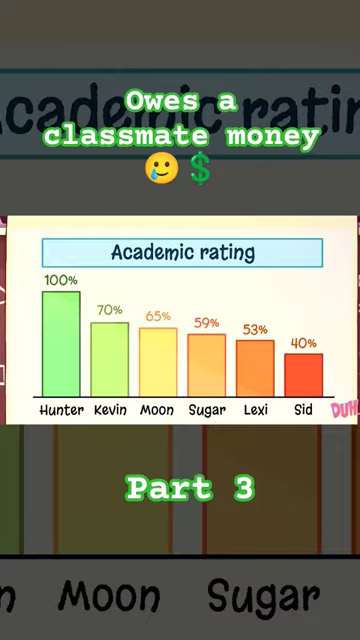 Owes a
classmate money
🥲💲
Academic rating
100%
70%
65%
59%
53%
40%
Hunter Kevin Moon Sugar Lexi Sid
Part 3
Moon Sugar